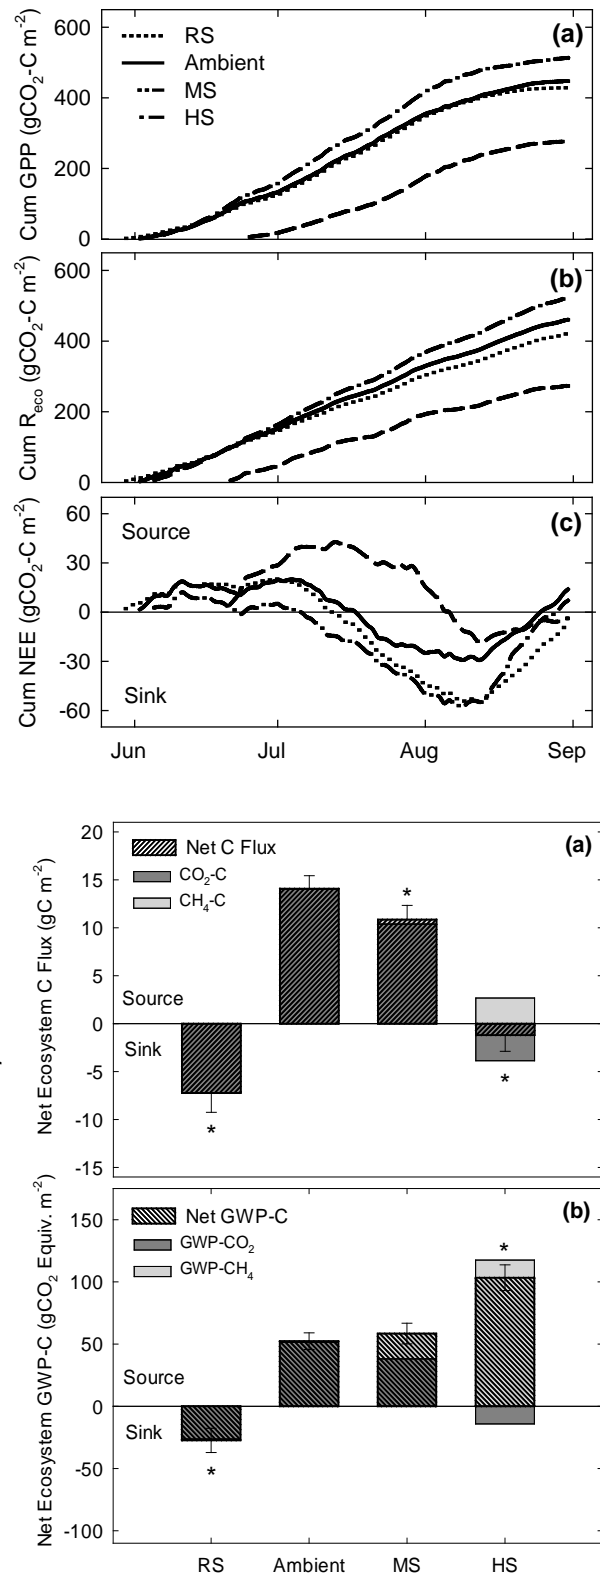 600
400
200
0
Cum GPP (gCO₂-C m⁻²)
RS
Ambient
MS
HS
(a)
600
400
200
0
Cum Reco (gCO₂-C m⁻²)
(b)
60
30
0
-30
-60
Cum NEE (gCO₂-C m⁻²)
Source
Sink
(c)
Jun Jul Aug Sep
20
15
10
5
0
-5
-10
-15
Net Ecosystem C Flux (gC m⁻²)
Net C Flux
CO₂-C
CH₄-C
(a)
Source
Sink
*
*
*
150
100
50
0
-50
-100
Net Ecosystem GWP-C (gCO₂ Equiv. m⁻²)
Net GWP-C
GWP-CO₂
GWP-CH₄
(b)
Source
Sink
*
*
RS Ambient MS HS